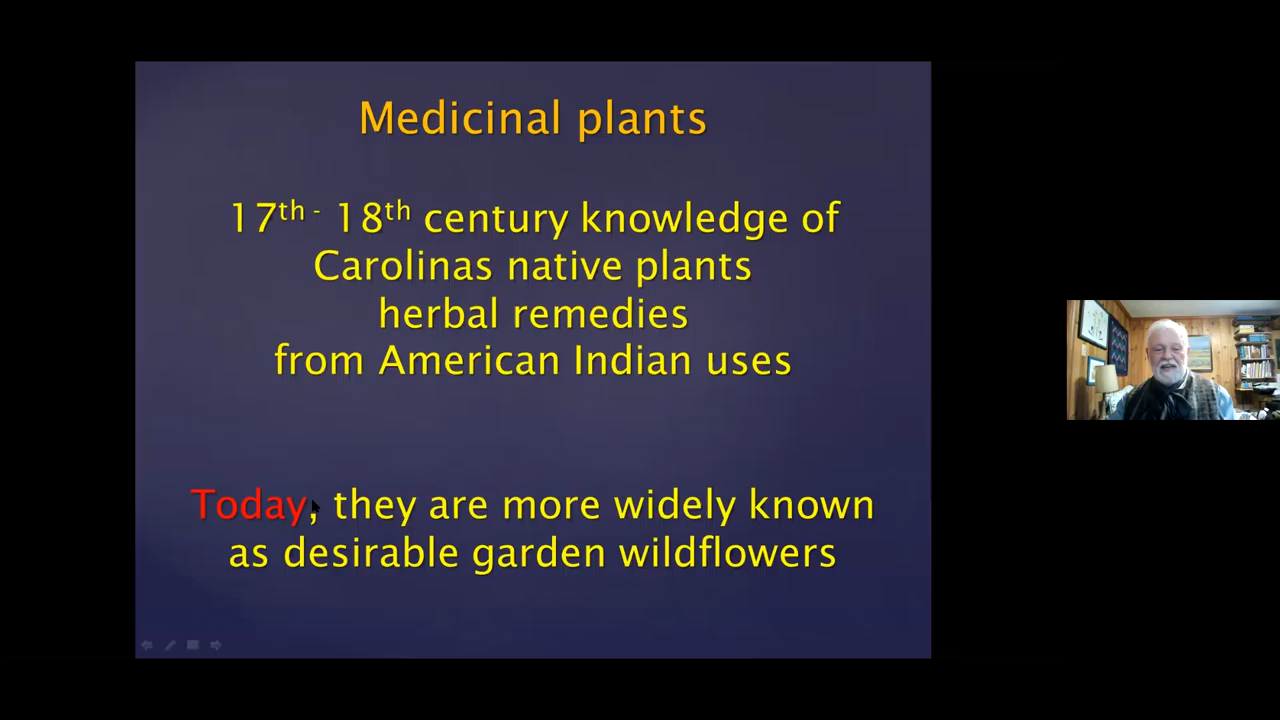 Medicinal plants
17th - 18th century knowledge of
Carolinas native plants
herbal remedies
from American Indian uses
Today, they are more widely known
as desirable garden wildflowers